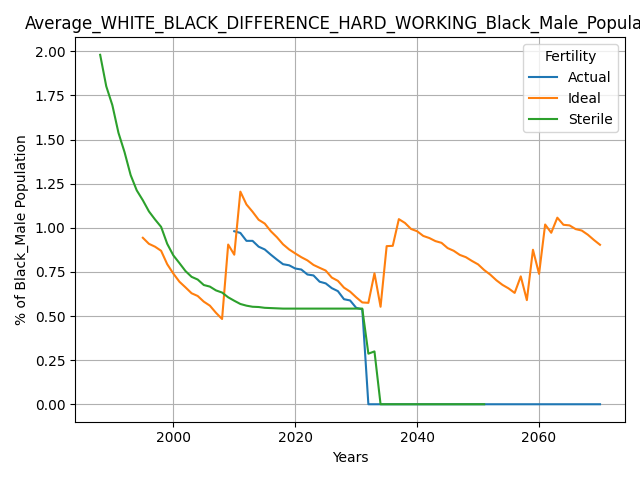 Average_WHITE_BLACK_DIFFERENCE_HARD_WORKING_Black_Male_Popula
Fertility
Actual
Ideal
Sterile
% of Black_Male Population
2.00
1.75
1.50
1.25
1.00
0.75
0.50
0.25
0.00
2000 2020 2040 2060
Years